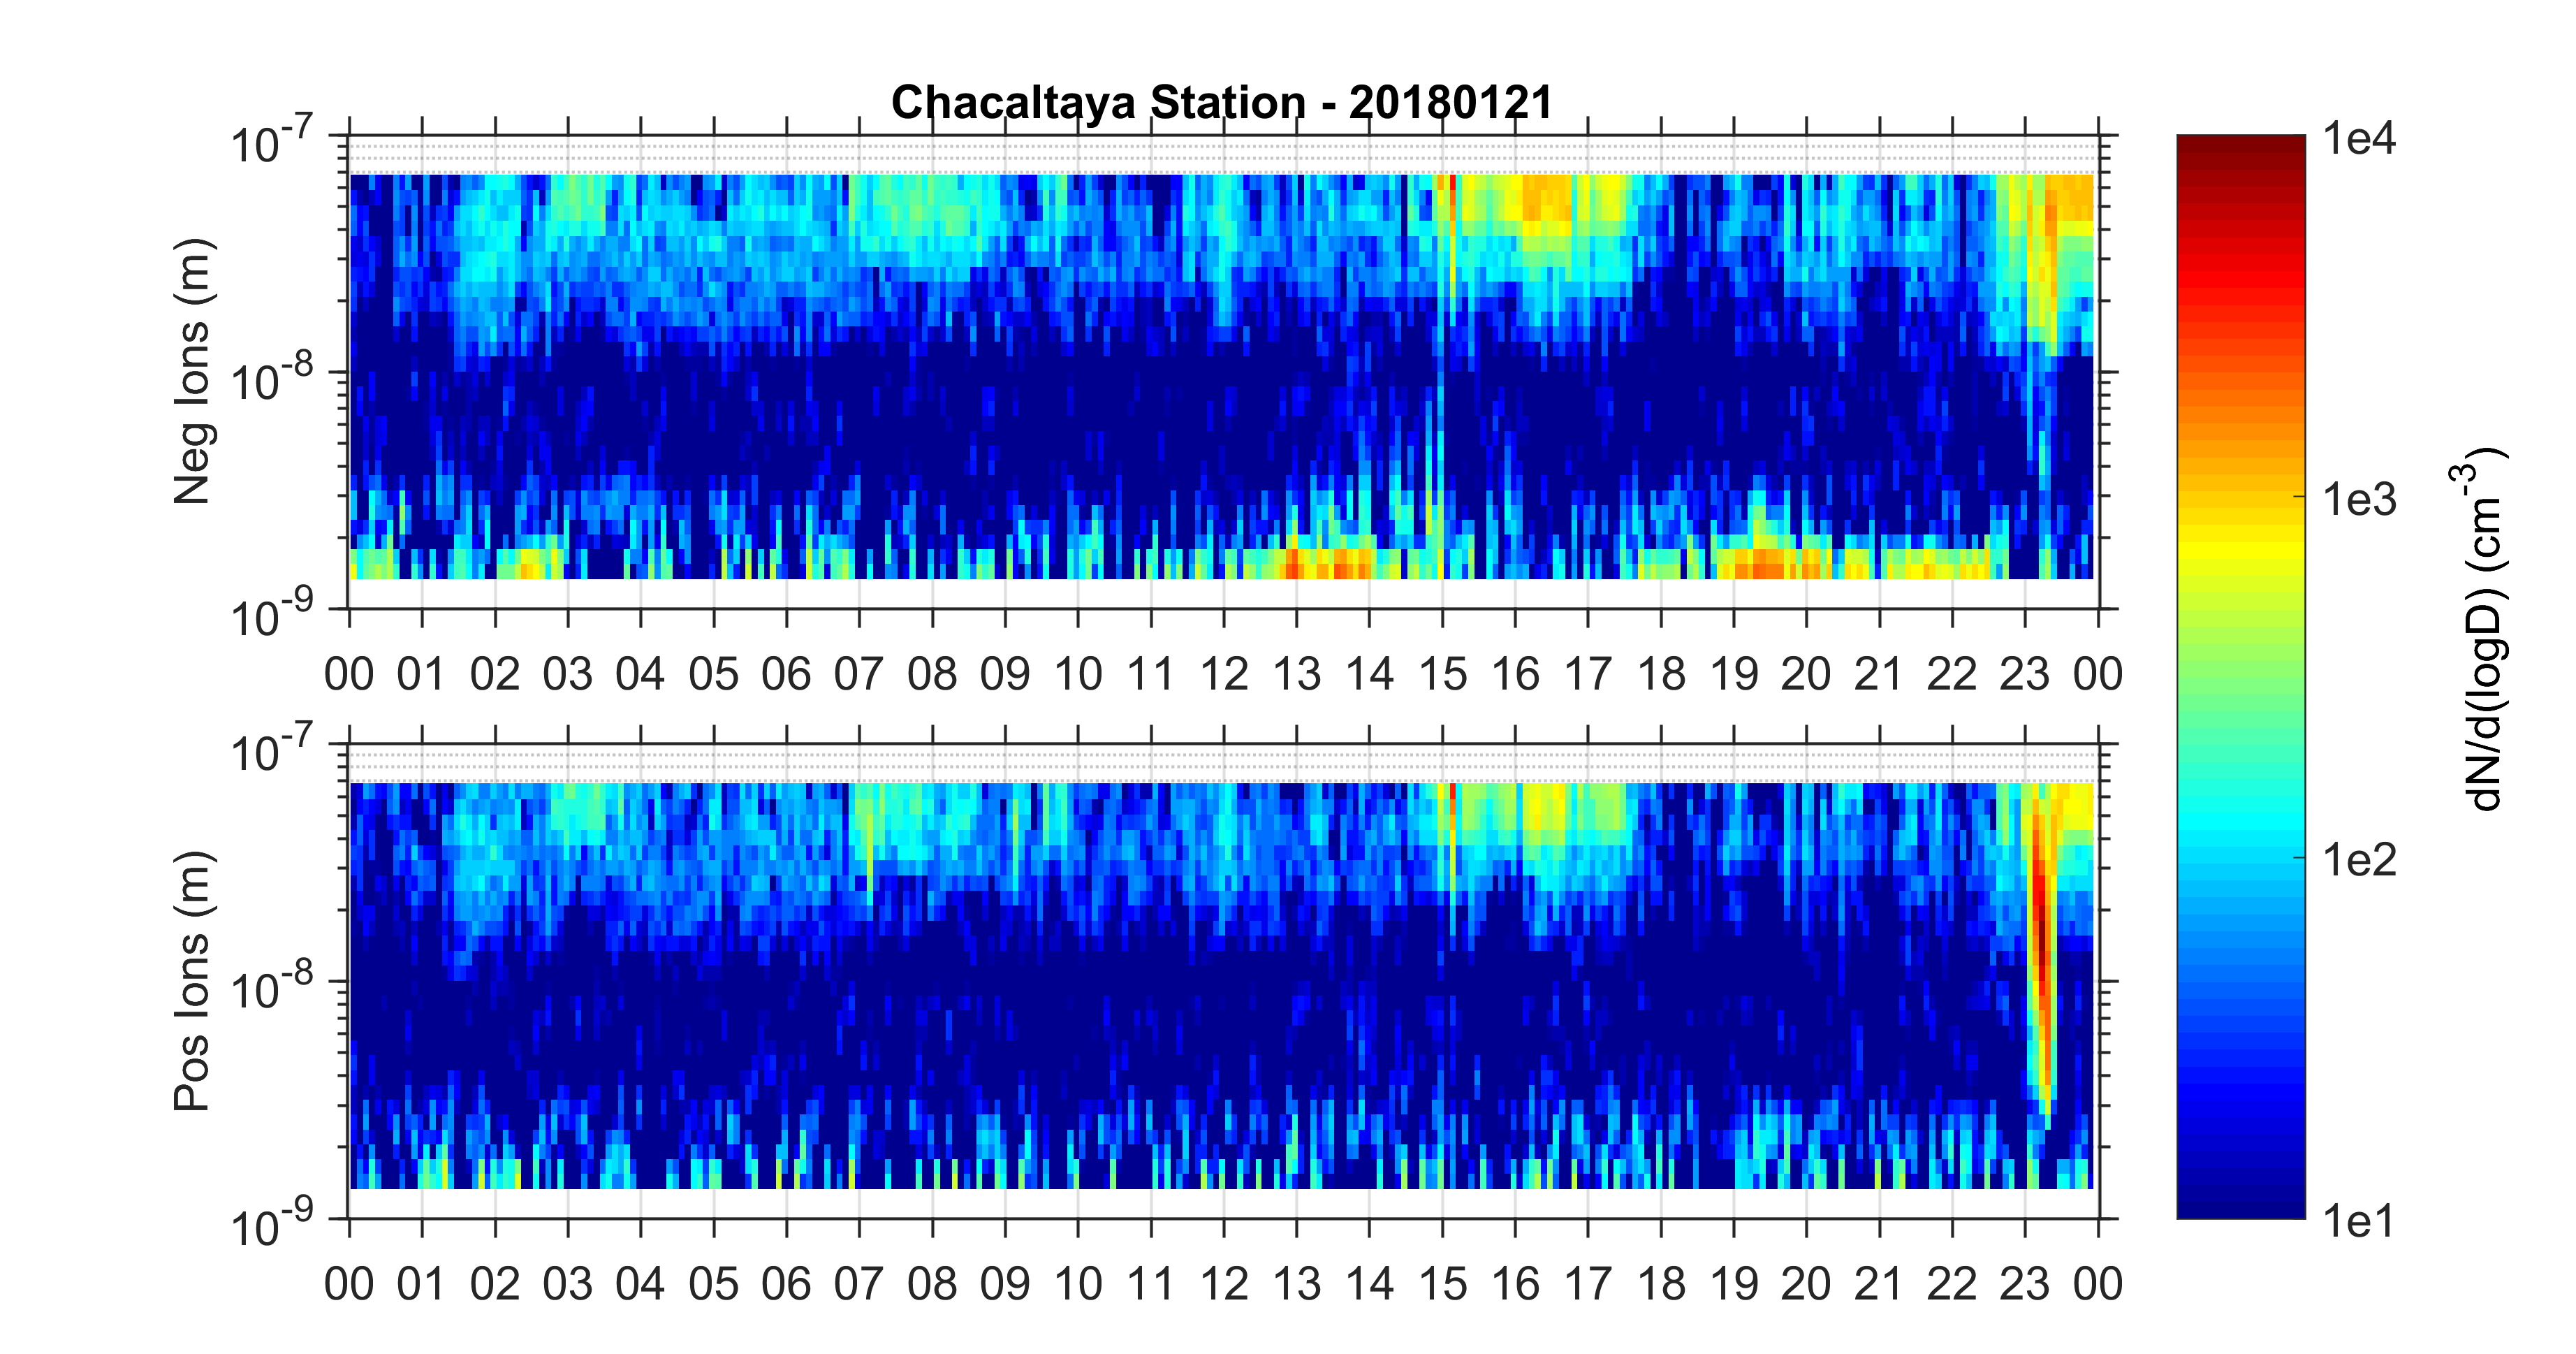 Chacaltaya Station - 20180121
Neg Ions (m)
10-7
10-8
10-9
00 01 02 03 04 05 06 07 08 09 10 11 12 13 14 15 16 17 18 19 20 21 22 23 00
Pos Ions (m)
10-7
10-8
10-9
00 01 02 03 04 05 06 07 08 09 10 11 12 13 14 15 16 17 18 19 20 21 22 23 00
1e4
1e3
1e2
1e1
dN/d(logD) (cm-3)